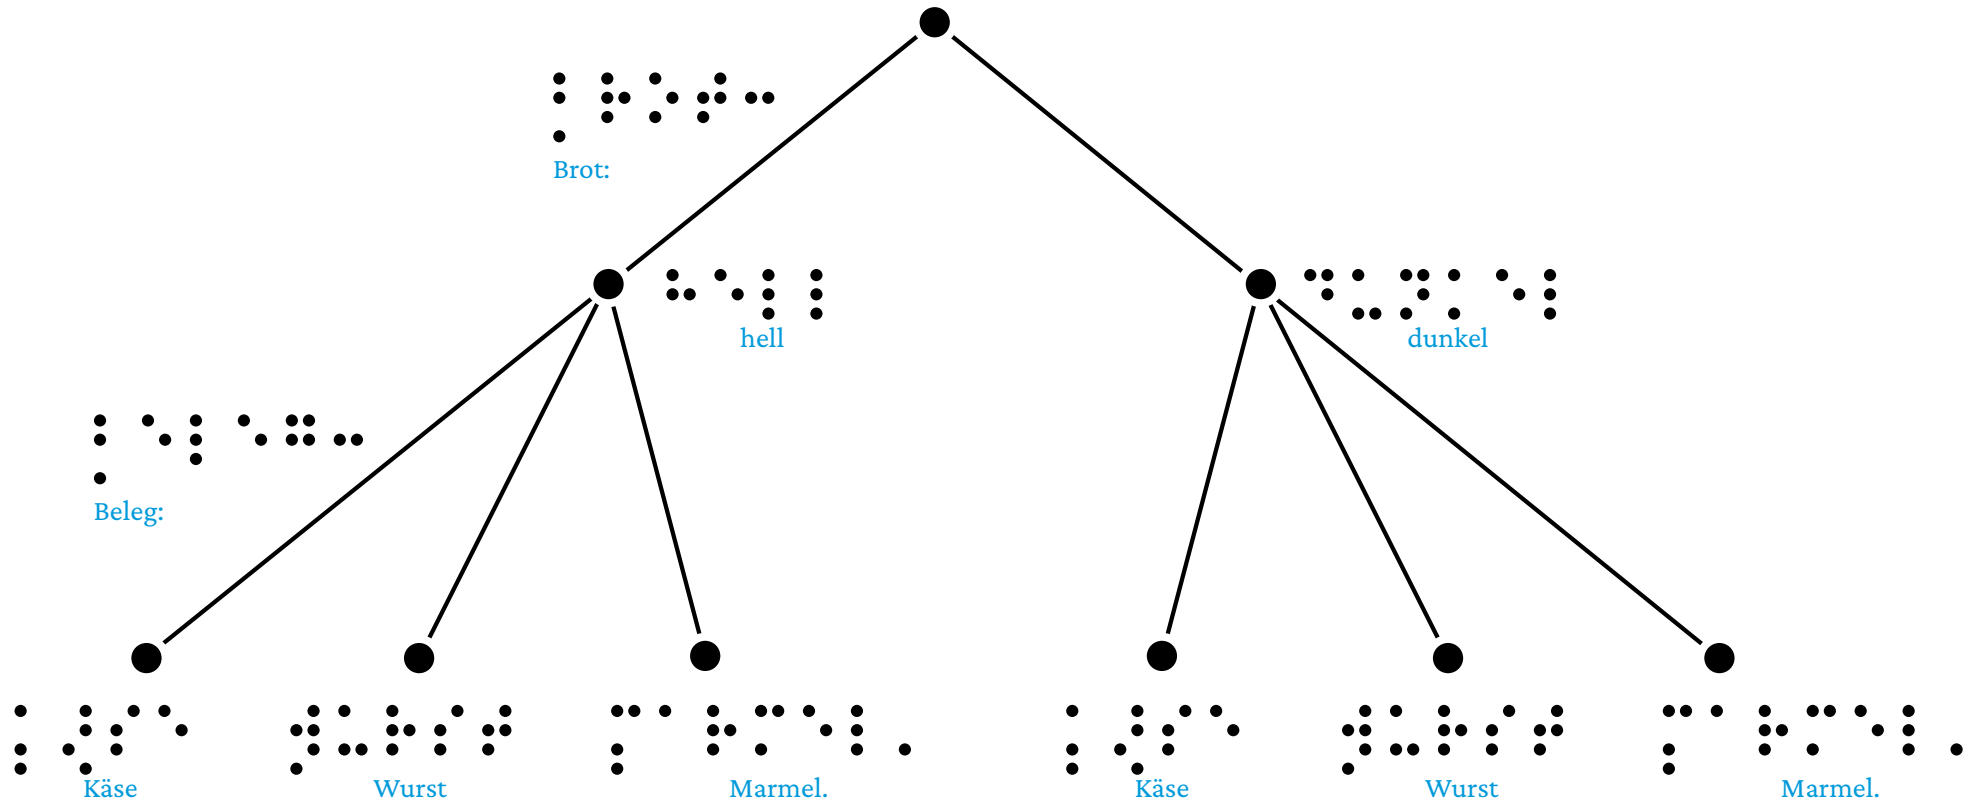 ⡃⠗⠕⠞⠒
Brot:
⠓⠑⠇⠇
hell
⠙⠥⠝⠅⠑⠇
dunkel
⡃⠑⠇⠑⠛⠒
Beleg:
Käse
Wurst
Marmel.
Käse
Wurst
Marmel.